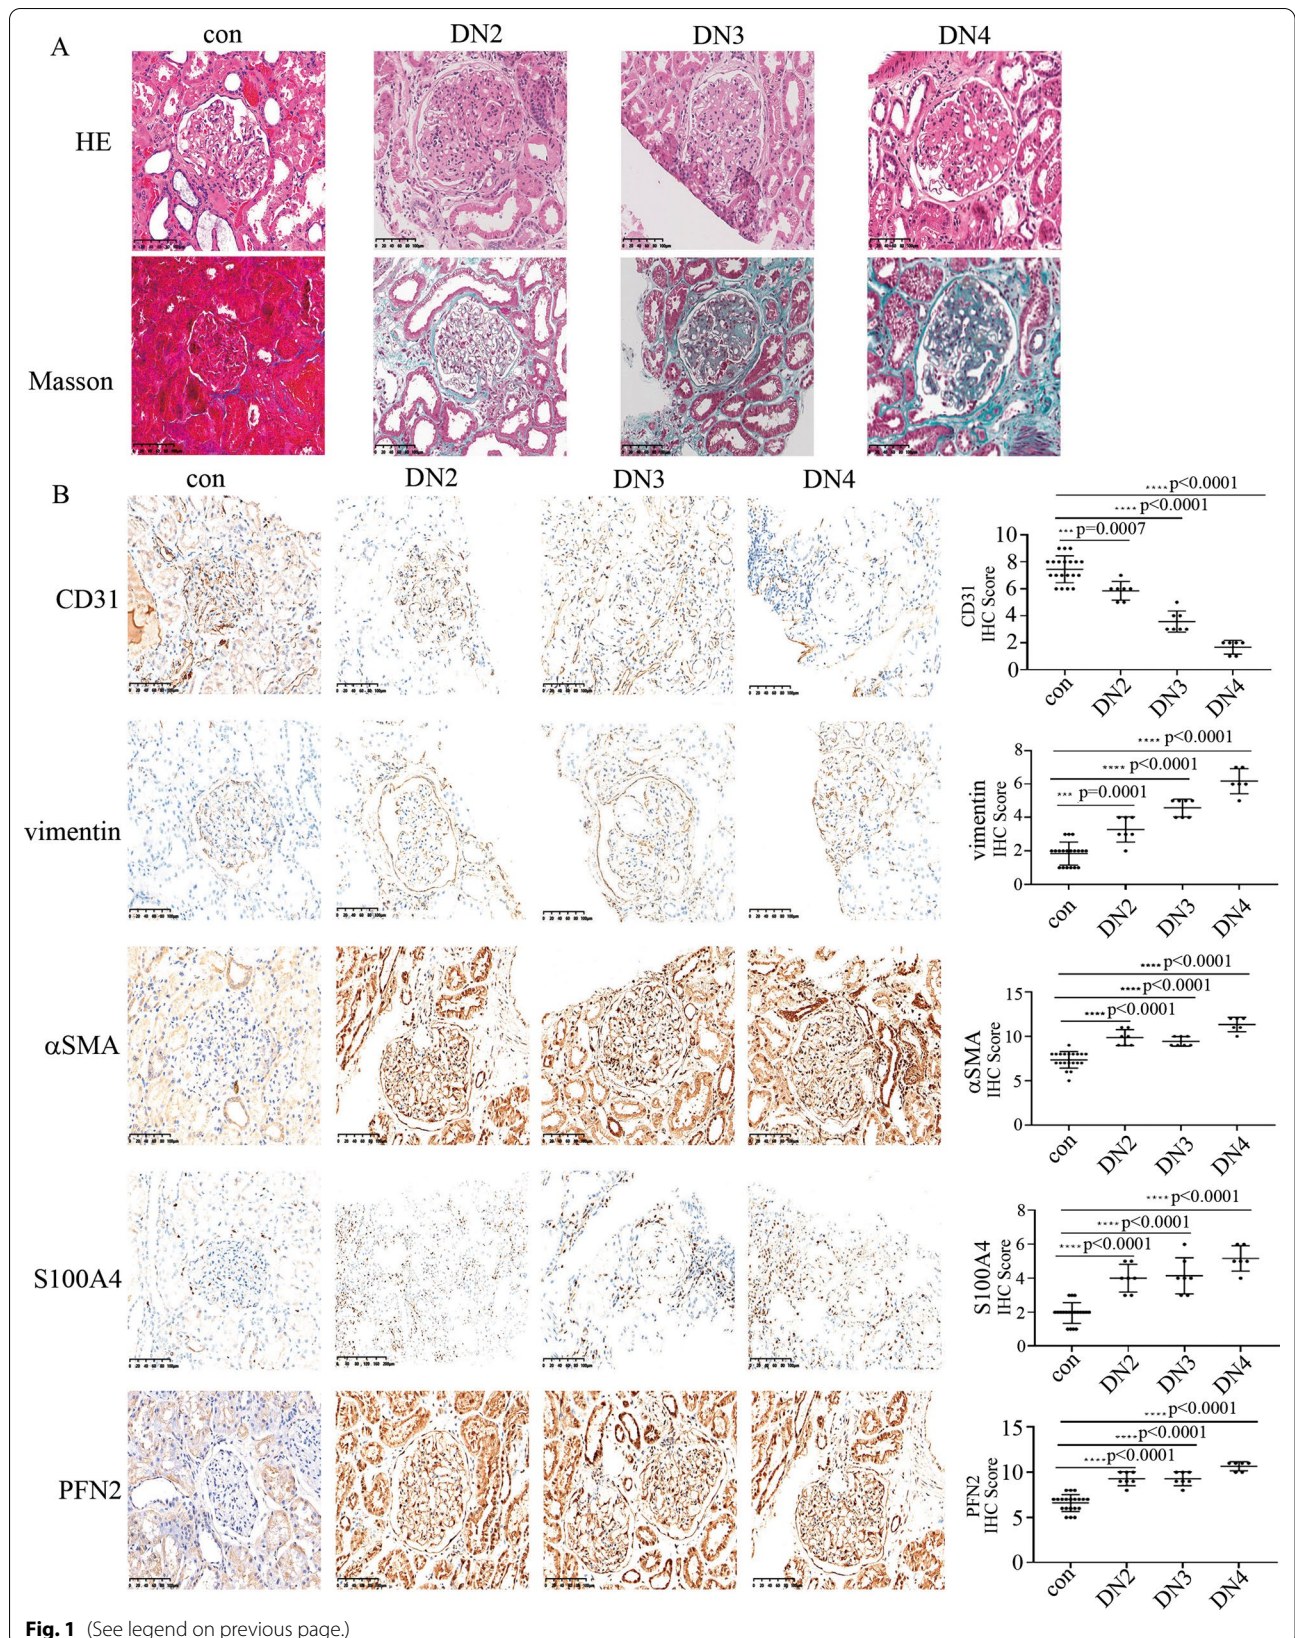 A
con DN2 DN3 DN4
HE
Masson
B
con DN2 DN3 DN4
CD31
**** p<0.0001
**** p<0.0001
*** p=0.0007
CD31
IHC Score
10
8
6
4
2
0
con DN2 DN3 DN4
vimentin
**** p<0.0001
**** p<0.0001
*** p=0.0001
vimentin
IHC Score
8
6
4
2
0
con DN2 DN3 DN4
αSMA
**** p<0.0001
**** p<0.0001
**** p<0.0001
αSMA
IHC Score
15
10
5
0
con DN2 DN3 DN4
S100A4
**** p<0.0001
**** p<0.0001
**** p<0.0001
S100A4
IHC Score
8
6
4
2
0
con DN2 DN3 DN4
PFN2
**** p<0.0001
**** p<0.0001
**** p<0.0001
PFN2
IHC Score
15
10
5
0
con DN2 DN3 DN4
Fig. 1 (See legend on previous page.)